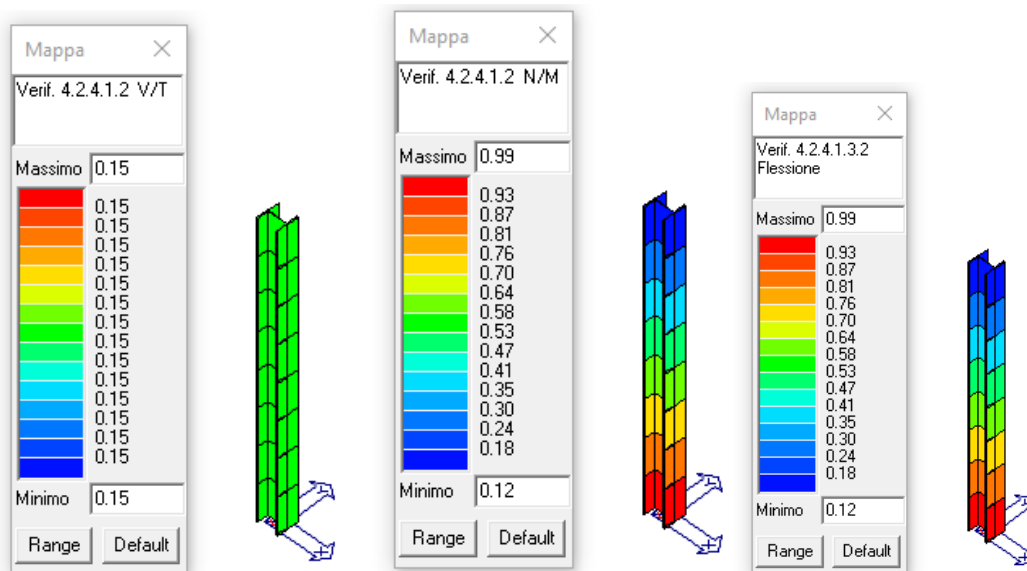 Mappa
Verif. 4.2.4.1.2 V/T
Massimo 0.15
0.15
0.15
0.15
0.15
0.15
0.15
0.15
0.15
0.15
0.15
0.15
0.15
0.15
0.15
Minimo 0.15
Range Default
Mappa
Verif. 4.2.4.1.2 N/M
Massimo 0.99
0.93
0.87
0.81
0.76
0.70
0.64
0.58
0.53
0.47
0.41
0.35
0.30
0.24
0.18
Minimo 0.12
Range Default
Mappa
Verif. 4.2.4.1.3.2
Flessione
Massimo 0.99
0.93
0.87
0.81
0.76
0.70
0.64
0.58
0.53
0.47
0.41
0.35
0.30
0.24
0.18
Minimo 0.12
Range Default